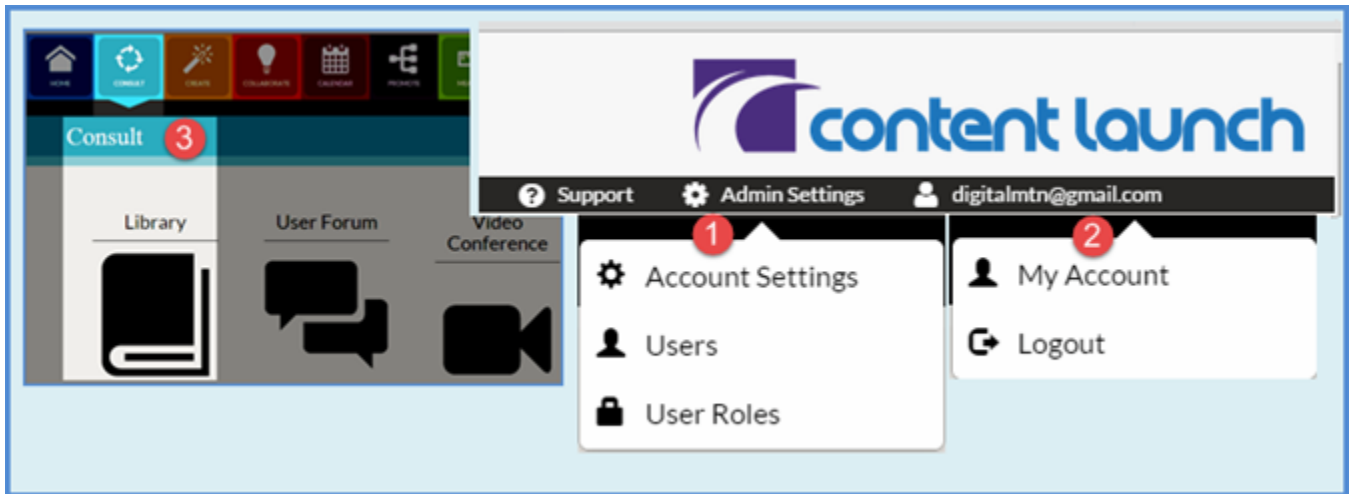 HOME
CONSULT
CREATE
COLLABORATE
CALENDAR
PROMOTE
Consult 3
Library
User Forum
Video
Conference
content launch
Support
Admin Settings
digitalmtn@gmail.com
1
Account Settings
Users
User Roles
2
My Account
Logout